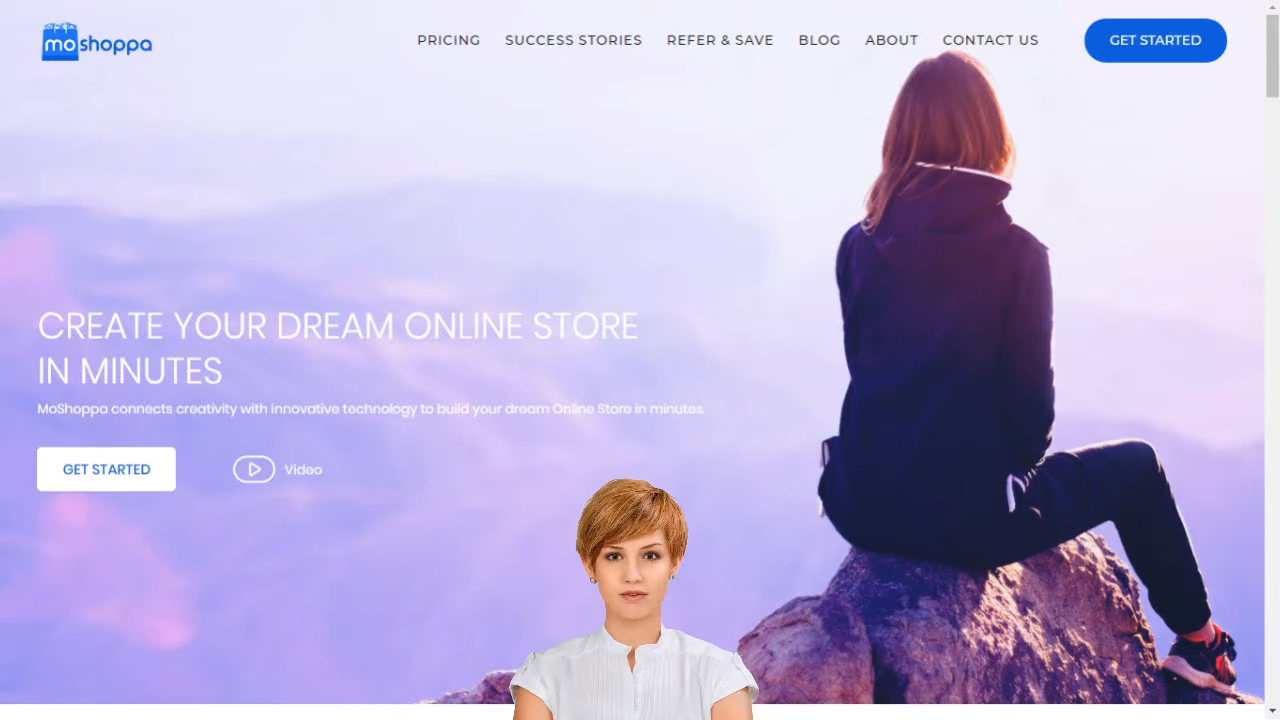 moshoppa
PRICING SUCCESS STORIES REFER & SAVE BLOG ABOUT CONTACT US GET STARTED
CREATE YOUR DREAM ONLINE STORE
IN MINUTES
MoShoppa connects creativity with innovative technology to build your dream Online Store in minutes.
GET STARTED Video